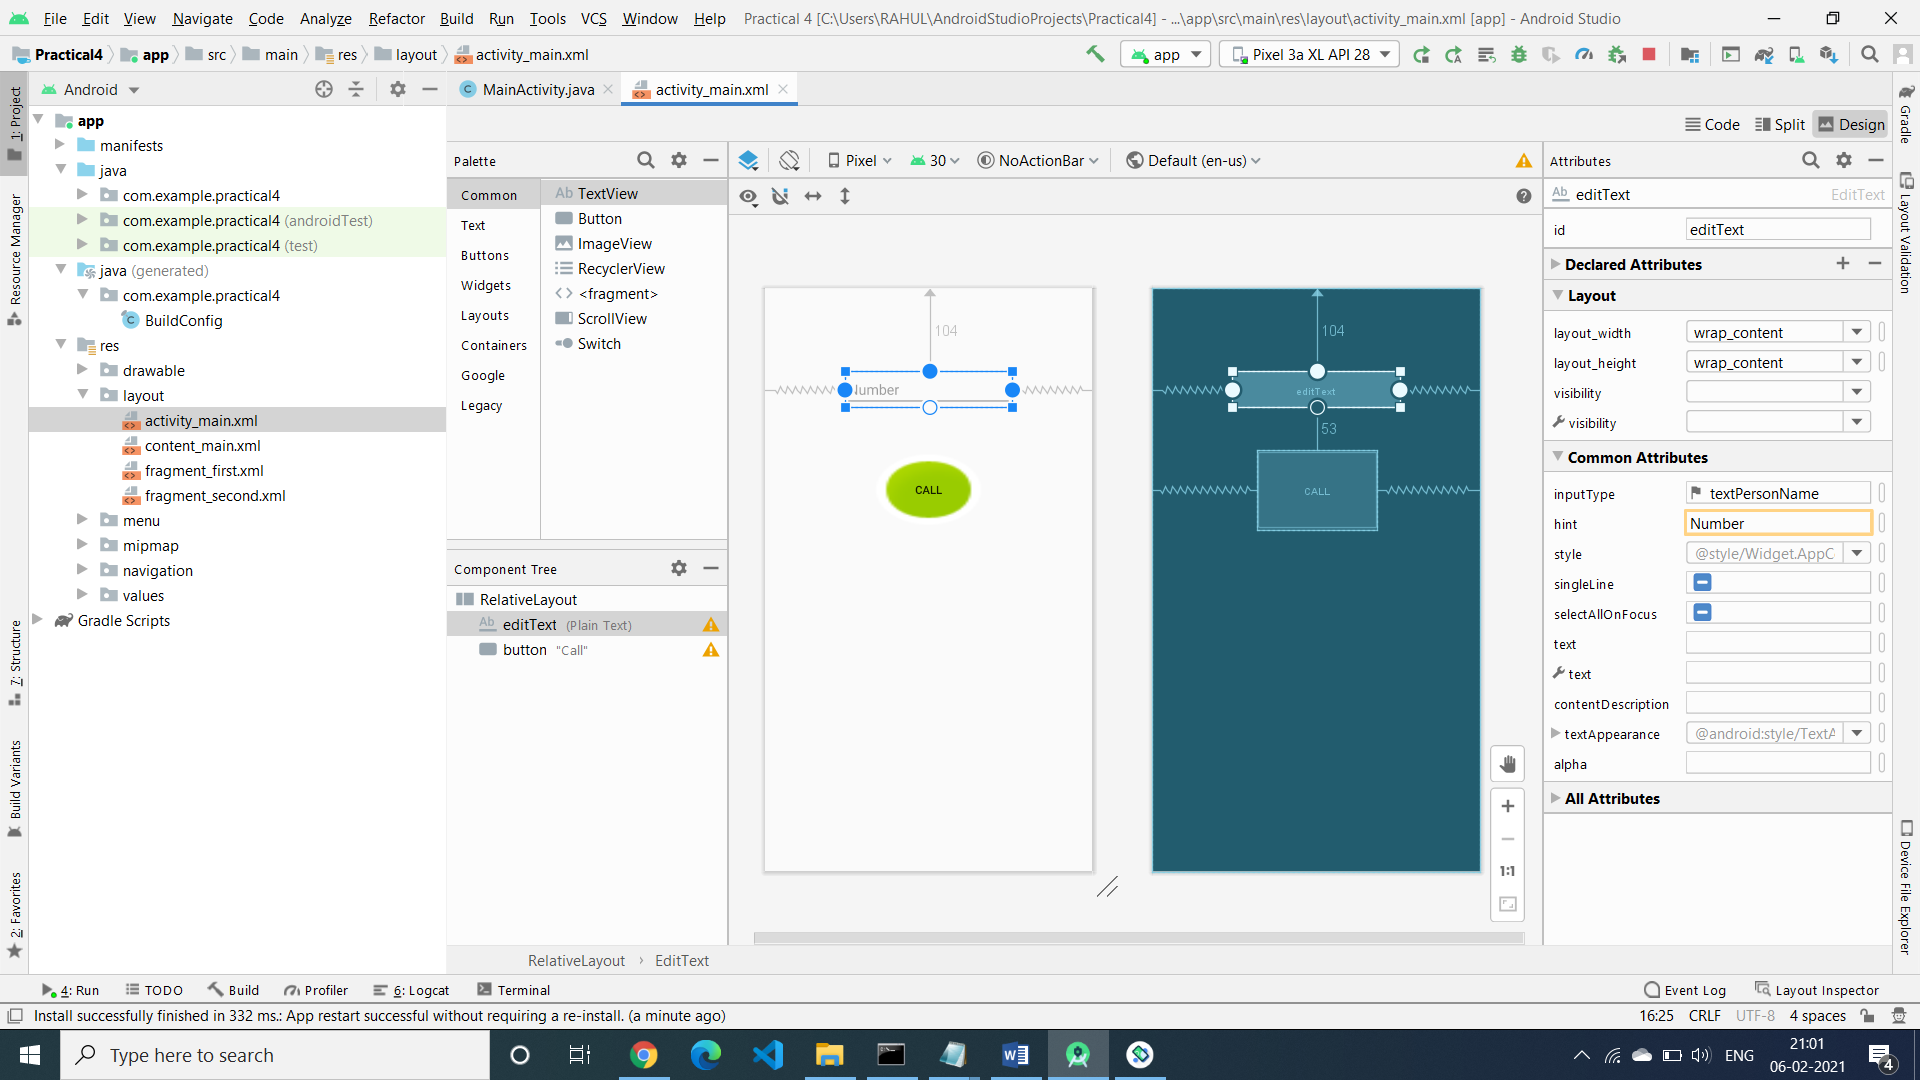 File Edit View Navigate Code Analyze Refactor Build Run Tools VCS Window Help Practical 4 [C:\Users\RAHUL\AndroidStudioProjects\Practical4] - ...\app\src\main\res\layout\activity_main.xml [app] - Android Studio
Practical4 app src main res layout activity_main.xml app Pixel 3a XL API 28
Android MainActivity.java activity_main.xml
Code Split Design
1: Project
Resource Manager
7: Structure
Build Variants
2: Favorites
app
manifests
java
com.example.practical4
com.example.practical4 (androidTest)
com.example.practical4 (test)
java (generated)
com.example.practical4
BuildConfig
res
drawable
layout
activity_main.xml
content_main.xml
fragment_first.xml
fragment_second.xml
menu
mipmap
navigation
values
Gradle Scripts
Palette
Common
Text
Buttons
Widgets
Layouts
Containers
Google
Legacy
Ab TextView
Button
ImageView
RecyclerView
<fragment>
ScrollView
Switch
Component Tree
RelativeLayout
Ab editText (Plain Text)
button "Call"
Pixel 30 NoActionBar Default (en-us)
104
Number
CALL
104
editText
53
CALL
1:1
RelativeLayout › EditText
Attributes
Ab editText EditText
id editText
Declared Attributes
Layout
layout_width wrap_content
layout_height wrap_content
visibility
visibility
Common Attributes
inputType textPersonName
hint Number
style @style/Widget.AppC
singleLine
selectAllOnFocus
text
text
contentDescription
textAppearance @android:style/TextA
alpha
All Attributes
Gradle
Layout Validation
Device File Explorer
4: Run TODO Build Profiler 6: Logcat Terminal Event Log Layout Inspector
Install successfully finished in 332 ms.: App restart successful without requiring a re-install. (a minute ago) 16:25 CRLF UTF-8 4 spaces
Type here to search
ENG
21:01
06-02-2021
4